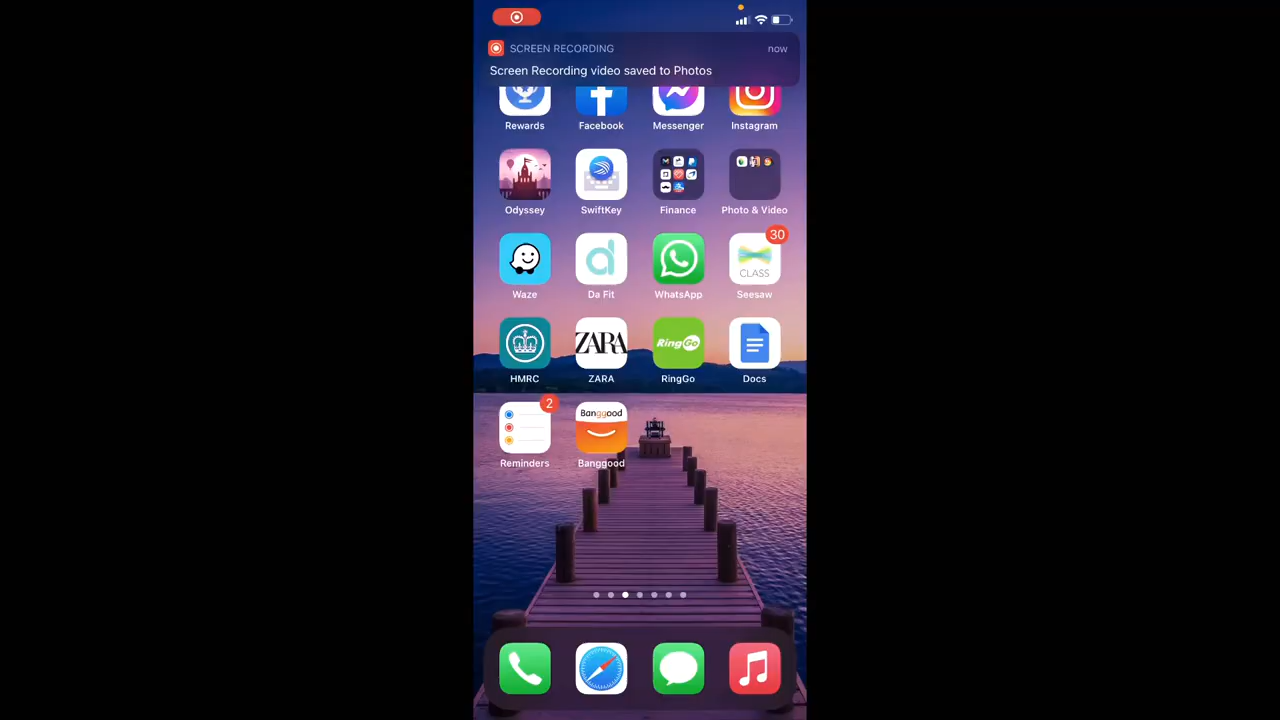 SCREEN RECORDING now
Screen Recording video saved to Photos
Rewards Facebook Messenger Instagram
Odyssey SwiftKey Finance Photo & Video
30
CLASS
Waze Da Fit WhatsApp Seesaw
ZARA RingGo
HMRC ZARA RingGo Docs
2
Banggood
Reminders Banggood